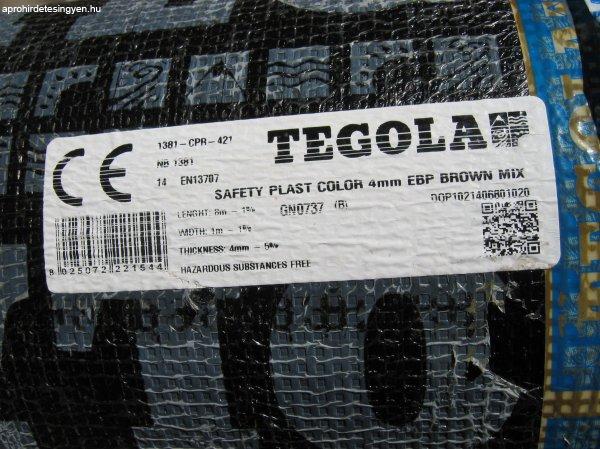 aprohirdetesingyen.hu
CE
1381-CPR-421
NB 1381
14 EN13707
TEGOLA
SAFETY PLAST COLOR 4mm EBP BROWN MIX
LENGHT: 8m - 1%
GN0737 (B)
DOP1021406801020
WIDTH: 1m - 1%
THICKNESS: 4mm - 5%
HAZARDOUS SUBSTANCES FREE
8 025072 221544